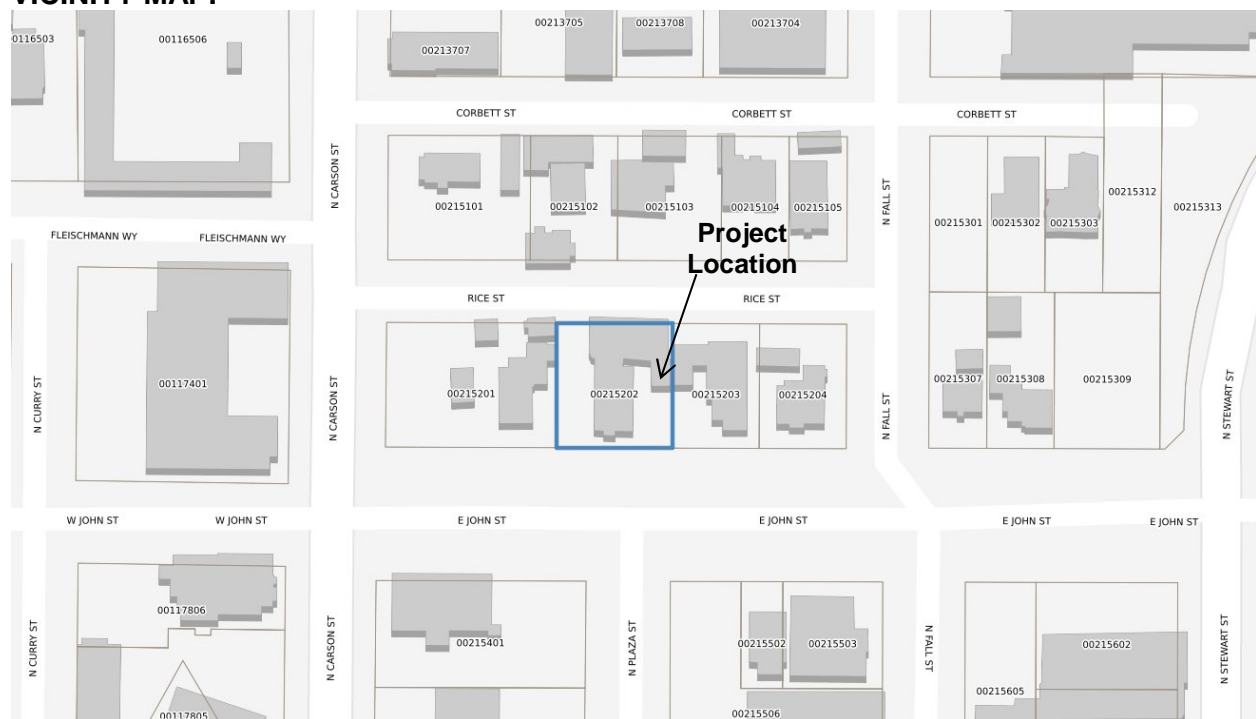 VICINITY MAP:
00213705
00213708
00213704
00116503
00116506
00213707
CORBETT ST
CORBETT ST
CORBETT ST
N CARSON ST
N FALL ST
00215101
00215102
00215103
00215104
00215105
00215301
00215302
00215303
00215312
00215313
FLEISCHMANN WY
FLEISCHMANN WY
Project
Location
RICE ST
RICE ST
N CURRY ST
00117401
N CARSON ST
00215201
00215202
00215203
00215204
N FALL ST
00215307
00215308
00215309
N STEWART ST
W JOHN ST
W JOHN ST
E JOHN ST
E JOHN ST
E JOHN ST
E JOHN ST
N CURRY ST
00117806
N CARSON ST
00215401
N PLAZA ST
00215502
00215503
N FALL ST
00215602
N STEWART ST
00215605
00117805
00215506